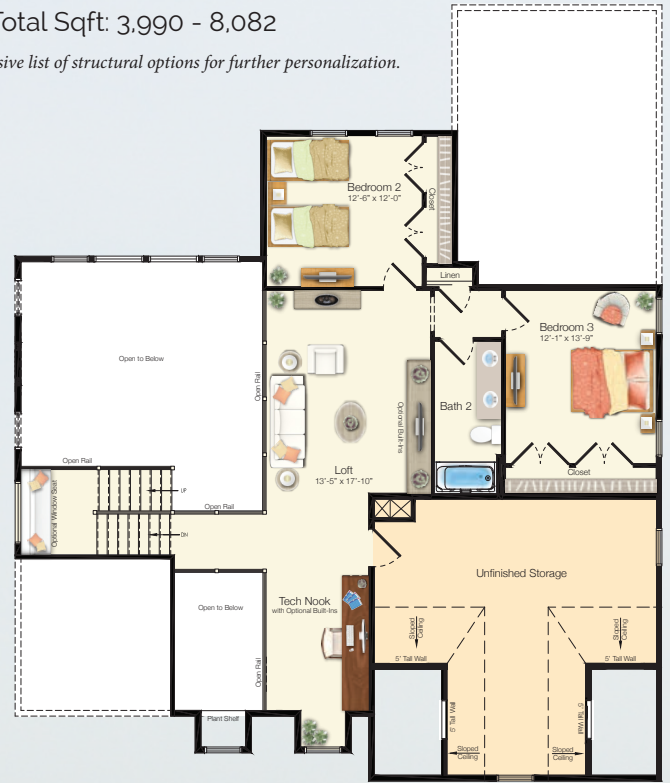 Total Sqft: 3,990 - 8,082
sive list of structural options for further personalization.
Bedroom 2
12'-6" x 12'-0"
Closet
Linen
Bedroom 3
12'-1" x 13'-9"
Open to Below
Open Rail
Optional Built-Ins
Bath 2
Open Rail
Loft
13'-5" x 17'-10"
Closet
Optional Window Seat
UP
Open Rail
DN
Unfinished Storage
Tech Nook
with Optional Built-Ins
Open to Below
Sloped
Ceiling
Sloped
Ceiling
5' Tall Wall
5' Tall Wall
Open Rail
Plant Shelf
5' Tall Wall
5' Tall Wall
Sloped
Ceiling
Sloped
Ceiling